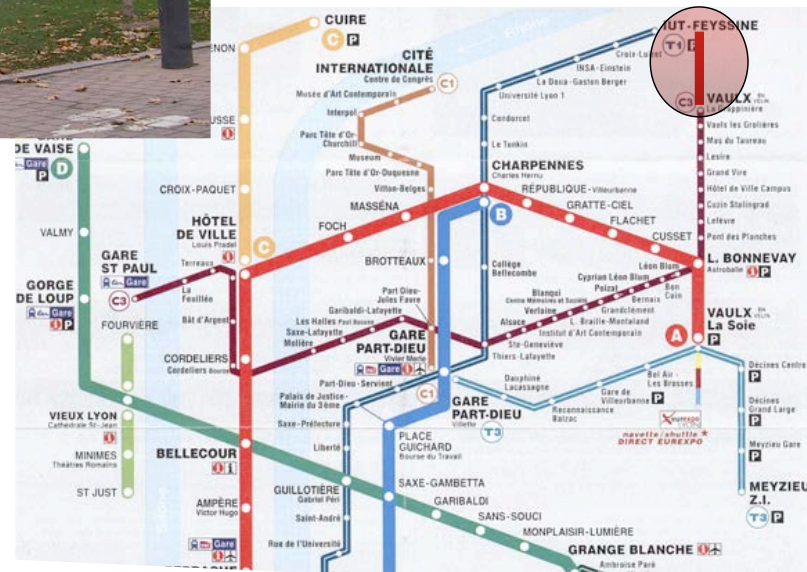 CUIRE
C P
CITÉ
INTERNATIONALE
Centre de Congrès
C1
Musée d'Art Contemporain
Interpol
Parc Tête d'Or-
Churchill
Museum
Parc Tête d'Or-Duquesne
Vitton-Belges
IUT-FEYSSINE
T1 P
Croix-Luizet
INSA-Einstein
La Doua-Gaston Berger
Université Lyon 1
Condorcet
Le Tonkin
CHARPENNES
Charles Hernu
B
C3
VAULX EN VELIN
La Grappinière
Vaulx les Grolières
Mas du Taureau
Lesire
Grand Vire
Hôtel de Ville Campus
Cuzin Stalingrad
Lefèvre
Pont des Planches
L. BONNEVAY
Astroballe P
VAULX EN VELIN
La Soie
A P
DE VAISE
Gare D
P
VALMY
GORGE
DE LOUP
Gare
P
CROIX-PAQUET
HÔTEL
DE VILLE
Louis Pradel
C
GARE
ST PAUL
Gare
C3
Terreaux
La
Feuillée
Bât d'Argent
FOURVIÈRE
CORDELIERS
Cordeliers Bourse
FOCH
MASSÉNA
RÉPUBLIQUE - Villeurbanne
GRATTE-CIEL
FLACHET
CUSSET
BROTTEAUX
Part Dieu-
Jules Favre
Garibaldi-Lafayette
Les Halles Paul Bocuse
Saxe-Lafayette
Molière
GARE
PART-DIEU
Vivier Merle
Gare
C1
Collège
Bellecombe
Léon Blum
Cyprian Léon Blum
Bon
Coin
Poizat
Bernaix
Blanqui
Centre Mémoires et Société
Grandclément
Verlaine
L. Braille-Montaland
Alsace
Institut d'Art Contemporain
Ste-Geneviève
Thiers-Lafayette
Part-Dieu-Servient
Palais de Justice-
Mairie du 3ème
Saxe-Préfecture
Liberté
GARE
PART-DIEU
Villette
T3
Dauphiné
Lacassagne
Reconnaissance
Balzac
Gare de
Villeurbanne P
Bel Air -
Les Brosses
EUREXPO
LYON
navette / shuttle *
DIRECT EUREXPO
Décines Centre
P
Décines
Grand Large
P
Meyzieu Gare
P
MEYZIEU
Z.I.
T3 P
VIEUX LYON
Cathédrale St-Jean
MINIMES
Théâtres Romains
ST JUST
BELLECOUR
AMPÈRE
Victor Hugo
Gare
PLACE
GUICHARD
Bourse du Travail
GUILLOTIÈRE
Gabriel Péri
SAXE-GAMBETTA
Saint-André
Rue de l'Université
GARIBALDI
SANS-SOUCI
MONPLAISIR-LUMIÈRE
GRANGE BLANCHE
Ambroise Paré